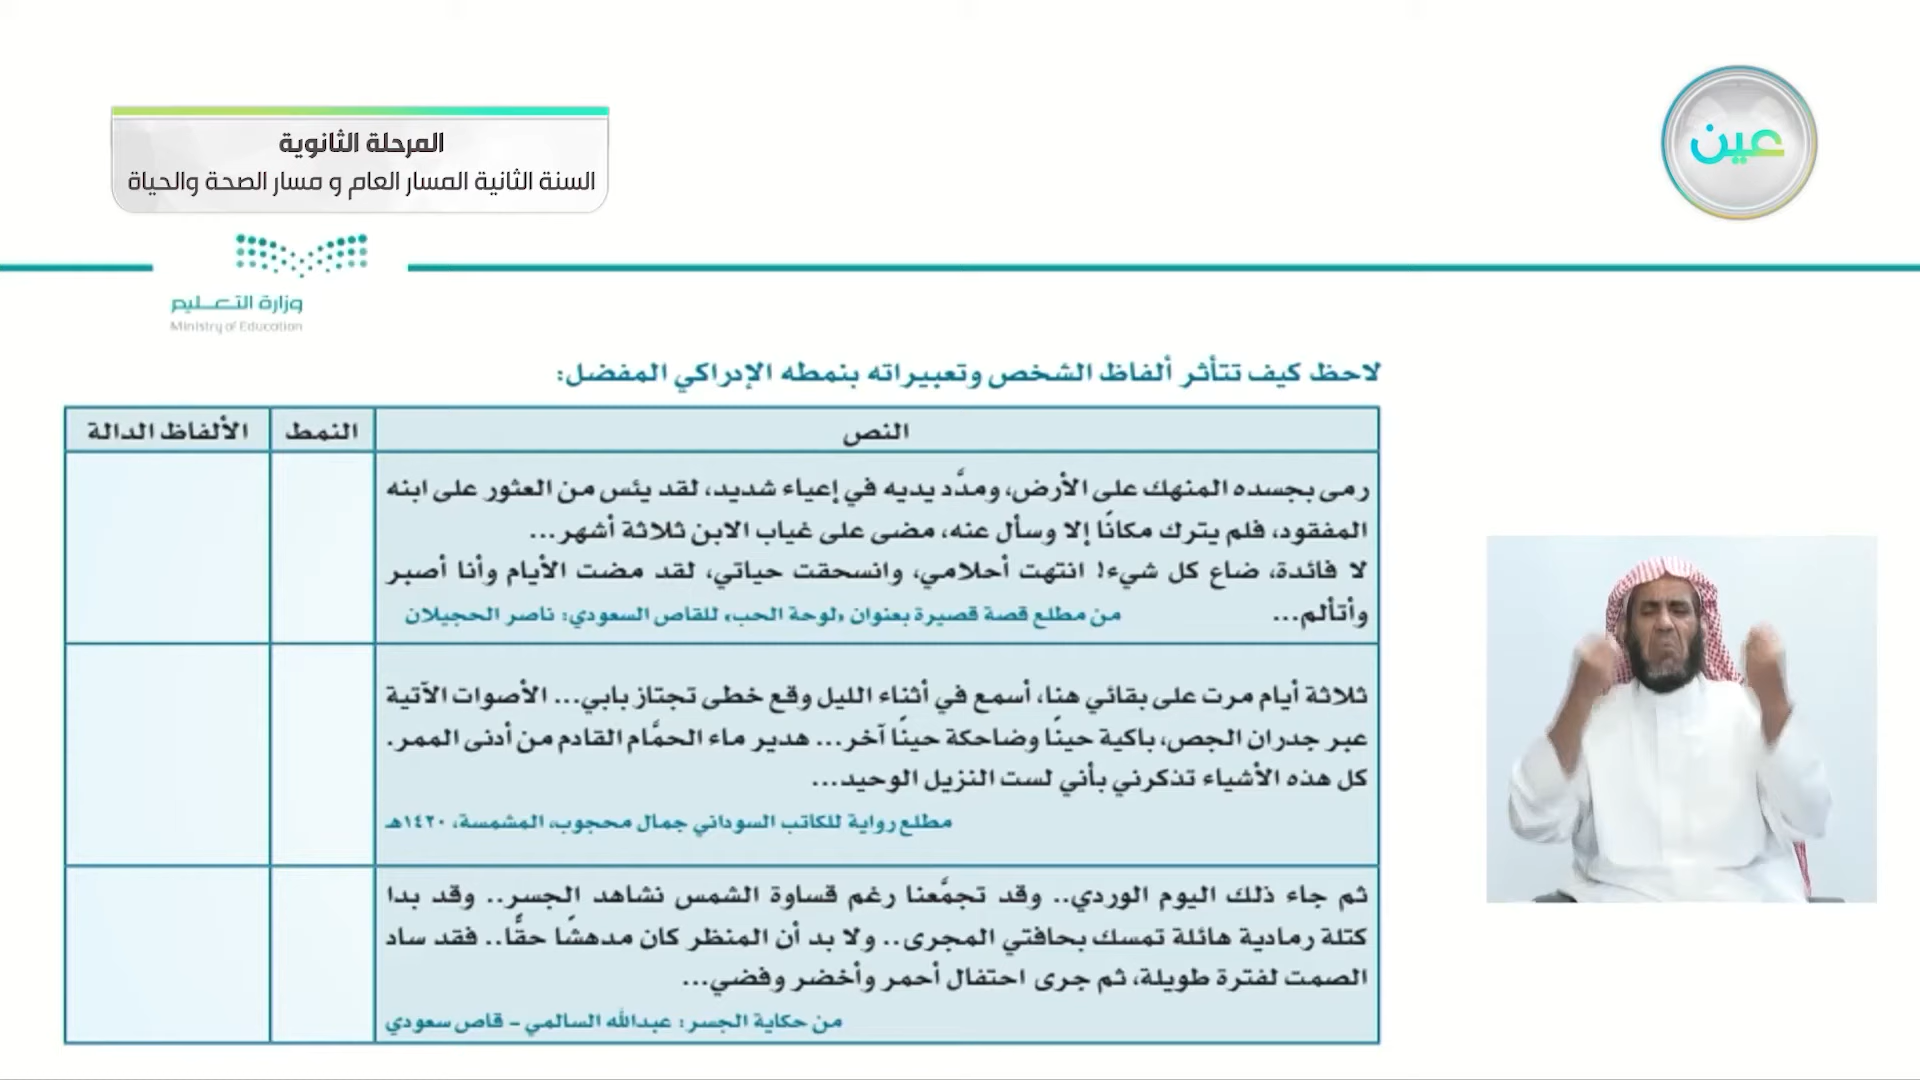 المرحلة الثانوية
السنة الثانية المسار العام و مسار الصحة والحياة
عين
وزارة التعليم
Ministry of Education
لاحظ كيف تتأثر ألفاظ الشخص وتعبيراته بنمطه الإدراكي المفضل:
النص
النمط
الألفاظ الدالة
رمى بجسده المنهك على الأرض، ومدَّد يديه في إعياء شديد، لقد يئس من العثور على ابنه
المفقود، فلم يترك مكانًا إلا وسأل عنه، مضى على غياب الابن ثلاثة أشهر...
لا فائدة، ضاع كل شيء! انتهت أحلامي، وانسحقت حياتي، لقد مضت الأيام وأنا أصبر
وأتألم...
من مطلع قصة قصيرة بعنوان «لوحة الحب» للقاص السعودي: ناصر الحجيلان
ثلاثة أيام مرت على بقائي هنا، أسمع في أثناء الليل وقع خطى تجتاز بابي... الأصوات الآتية
عبر جدران الجص، باكية حينًا وضاحكة حينًا آخر... هدير ماء الحمَّام القادم من أدنى الممر.
كل هذه الأشياء تذكرني بأني لست النزيل الوحيد...
مطلع رواية للكاتب السوداني جمال محجوب، المشمسة، ١٤٢٠هـ
ثم جاء ذلك اليوم الوردي.. وقد تجمَّعنا رغم قساوة الشمس نشاهد الجسر.. وقد بدا
كتلة رمادية هائلة تمسك بحافتي المجرى.. ولا بد أن المنظر كان مدهشًا حقًّا.. فقد ساد
الصمت لفترة طويلة، ثم جرى احتفال أحمر وأخضر وفضي...
من حكاية الجسر: عبدالله السالمي - قاص سعودي